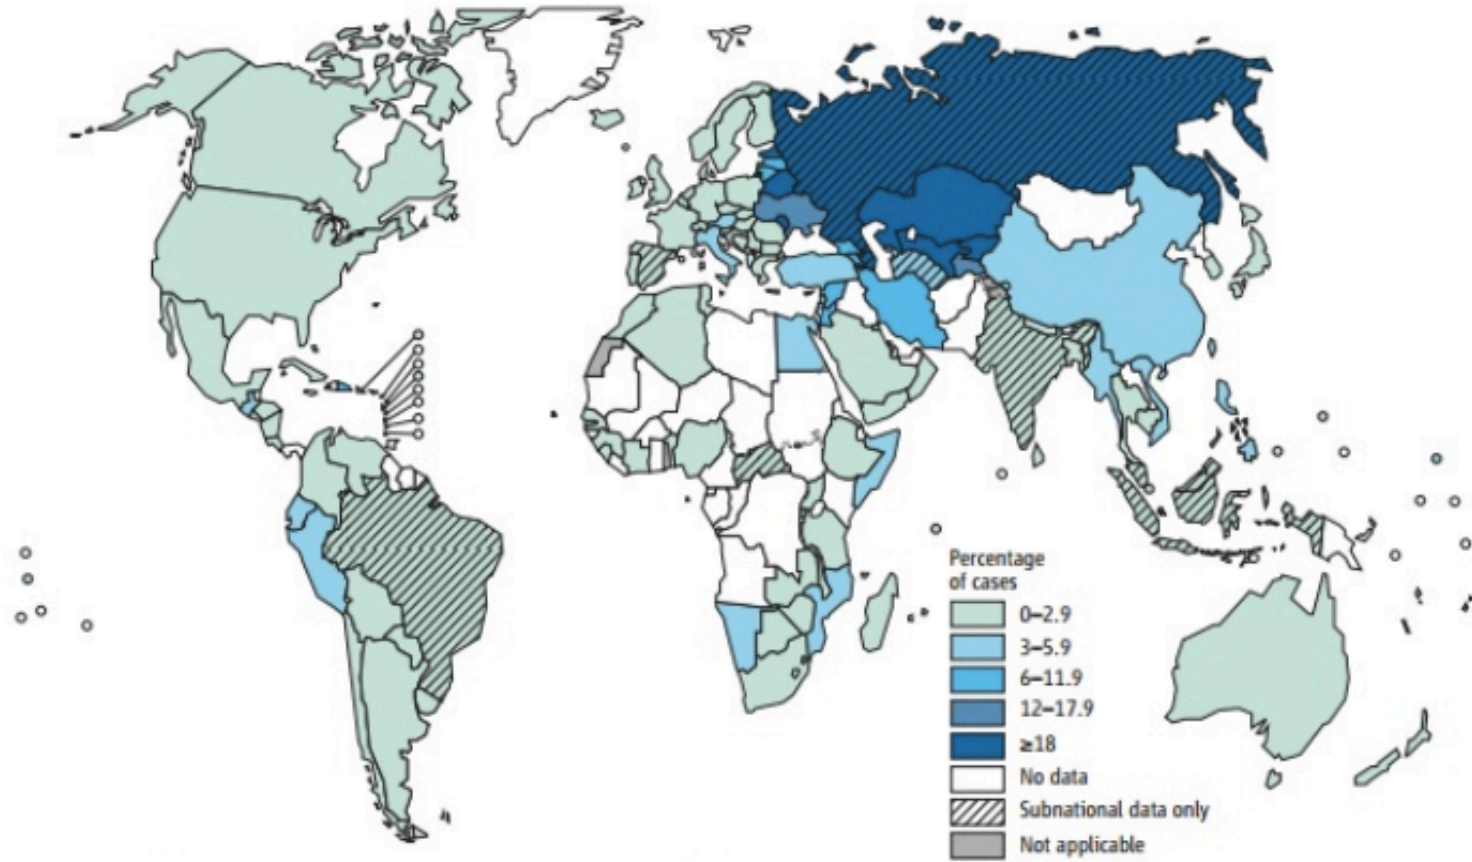 Percentage
of cases
0–2.9
3–5.9
6–11.9
12–17.9
≥18
No data
Subnational data only
Not applicable